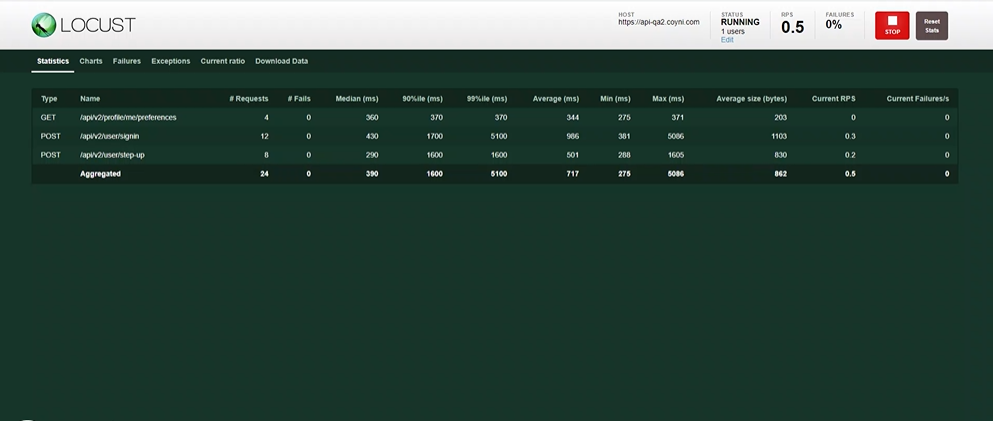 LOCUST
HOST
https://api-qa2.coyni.com
STATUS
RUNNING
1 users
Edit
RPS
0.5
FAILURES
0%
STOP
Reset
Stats
Statistics Charts Failures Exceptions Current ratio Download Data
Type Name # Requests # Fails Median (ms) 90%ile (ms) 99%ile (ms) Average (ms) Min (ms) Max (ms) Average size (bytes) Current RPS Current Failures/s
GET /api/v2/profile/me/preferences 4 0 360 370 370 344 275 371 203 0 0
POST /api/v2/user/signin 12 0 430 1700 5100 986 381 5086 1103 0.3 0
POST /api/v2/user/step-up 8 0 290 1600 1600 501 288 1605 830 0.2 0
Aggregated 24 0 390 1600 5100 717 275 5086 862 0.5 0